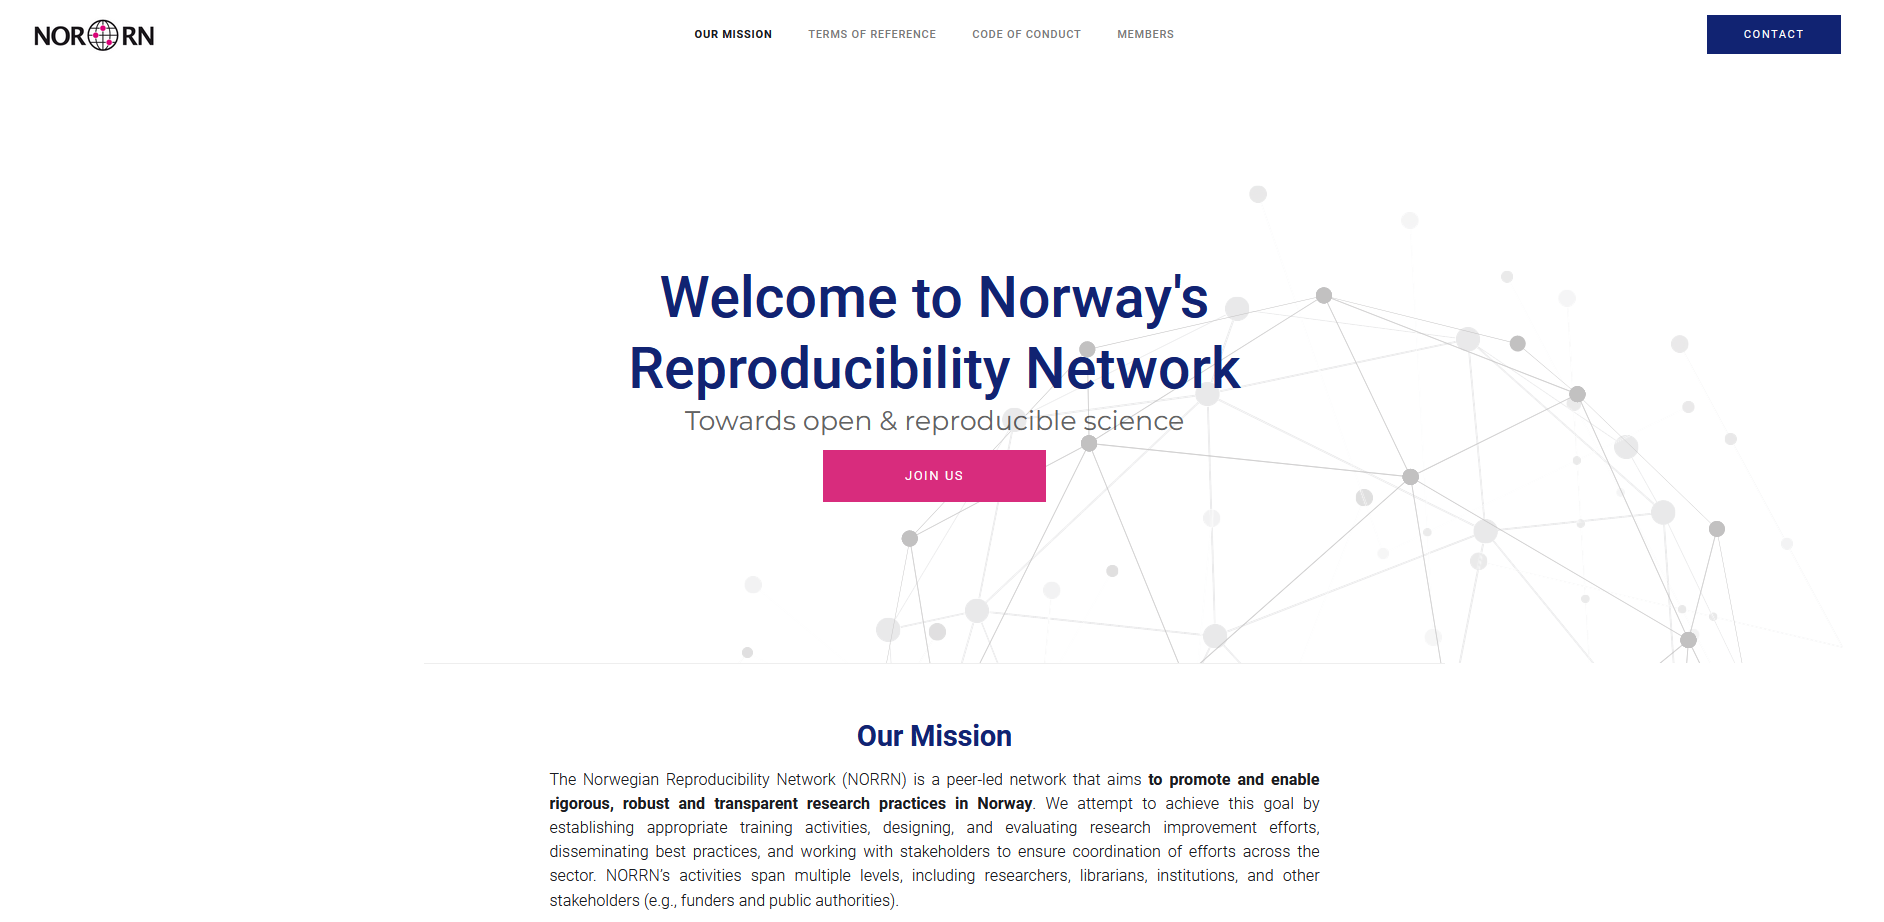 NORRN
OUR MISSION
TERMS OF REFERENCE
CODE OF CONDUCT
MEMBERS
CONTACT
Welcome to Norway's
Reproducibility Network
Towards open & reproducible science
JOIN US
Our Mission
The Norwegian Reproducibility Network (NORRN) is a peer-led network that aims to promote and enable
rigorous, robust and transparent research practices in Norway. We attempt to achieve this goal by
establishing appropriate training activities, designing, and evaluating research improvement efforts,
disseminating best practices, and working with stakeholders to ensure coordination of efforts across the
sector. NORRN's activities span multiple levels, including researchers, librarians, institutions, and other
stakeholders (e.g., funders and public authorities).